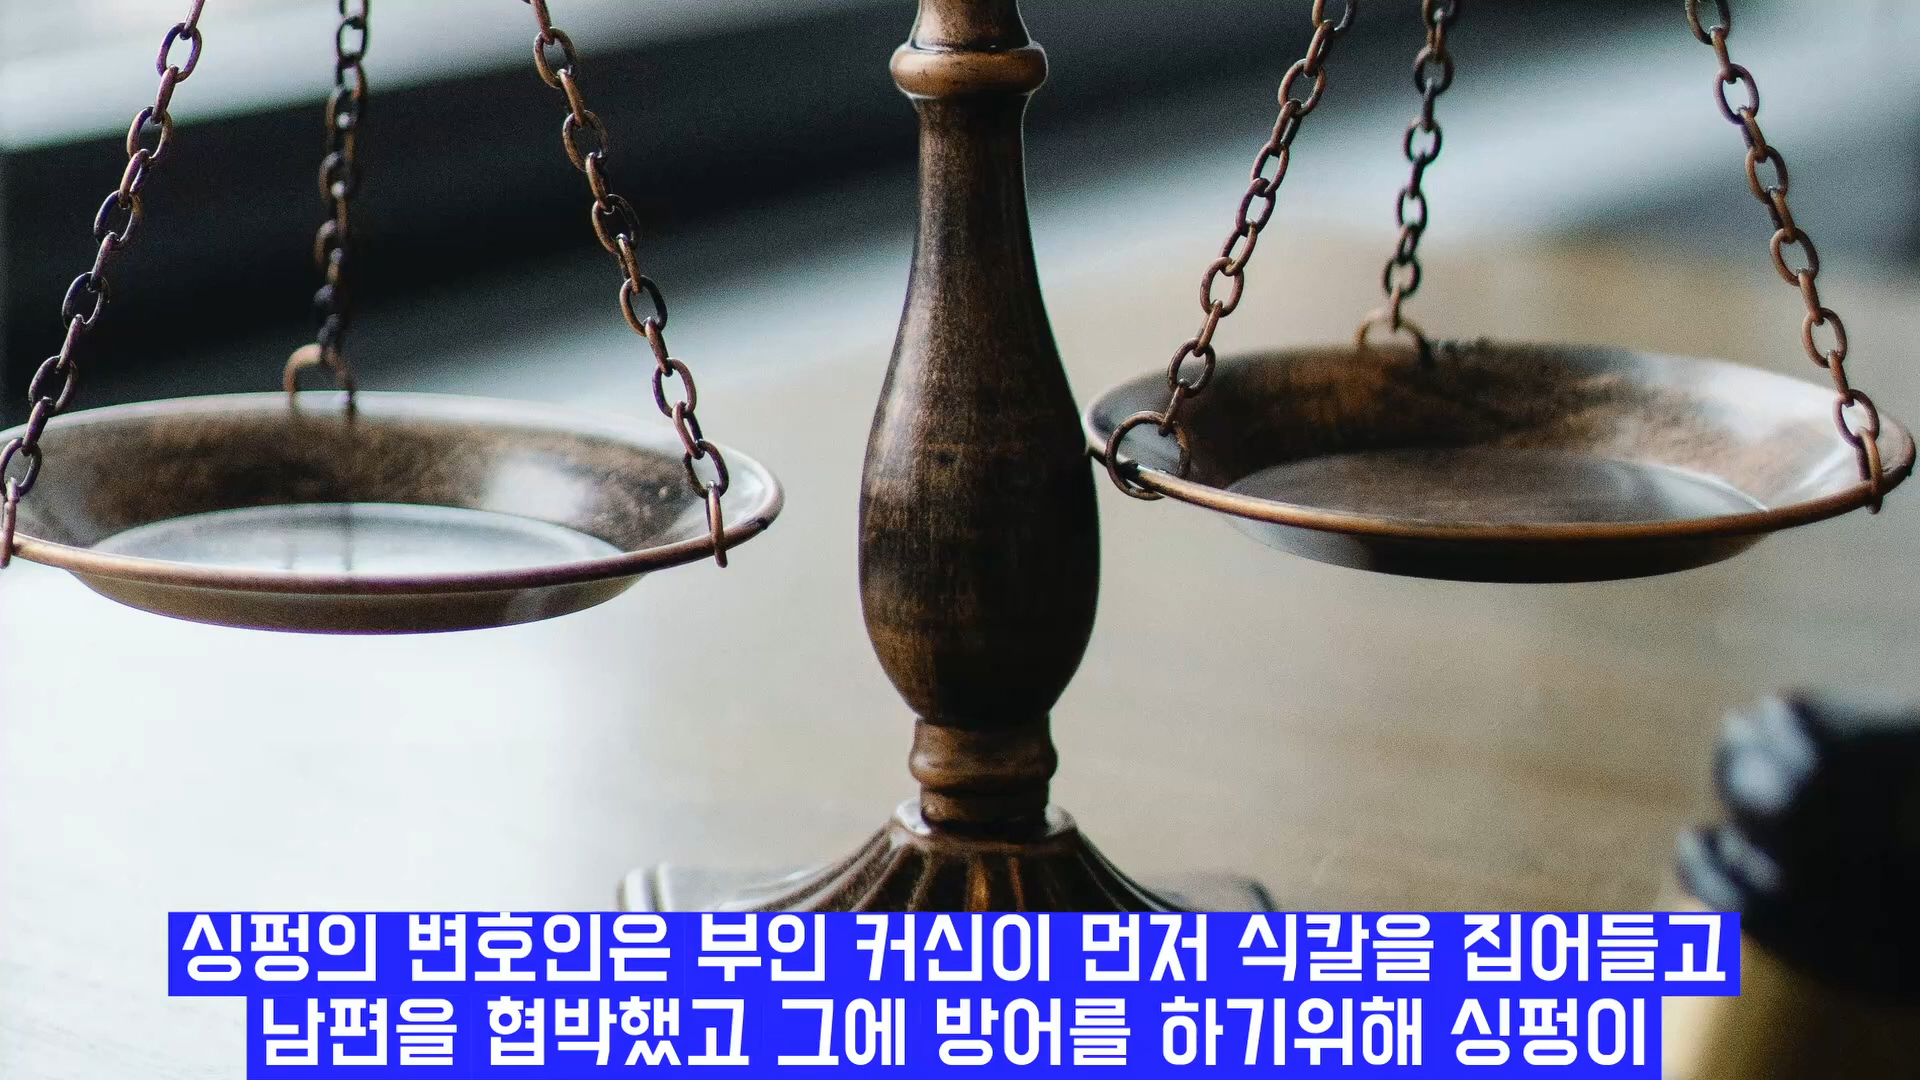 싱펑의 변호인은 부인 커신이 먼저 식칼을 집어들고
남편을 협박했고 그에 방어를 하기위해 싱펑이